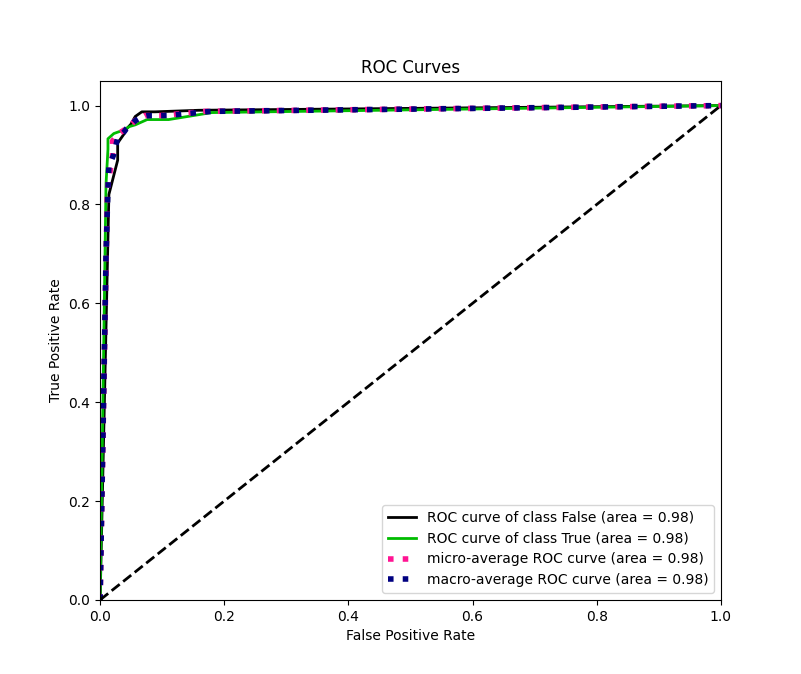 ROC Curves
1.0
0.8
0.6
0.4
0.2
0.0
True Positive Rate
ROC curve of class False (area = 0.98)
ROC curve of class True (area = 0.98)
micro-average ROC curve (area = 0.98)
macro-average ROC curve (area = 0.98)
0.0 0.2 0.4 0.6 0.8 1.0
False Positive Rate